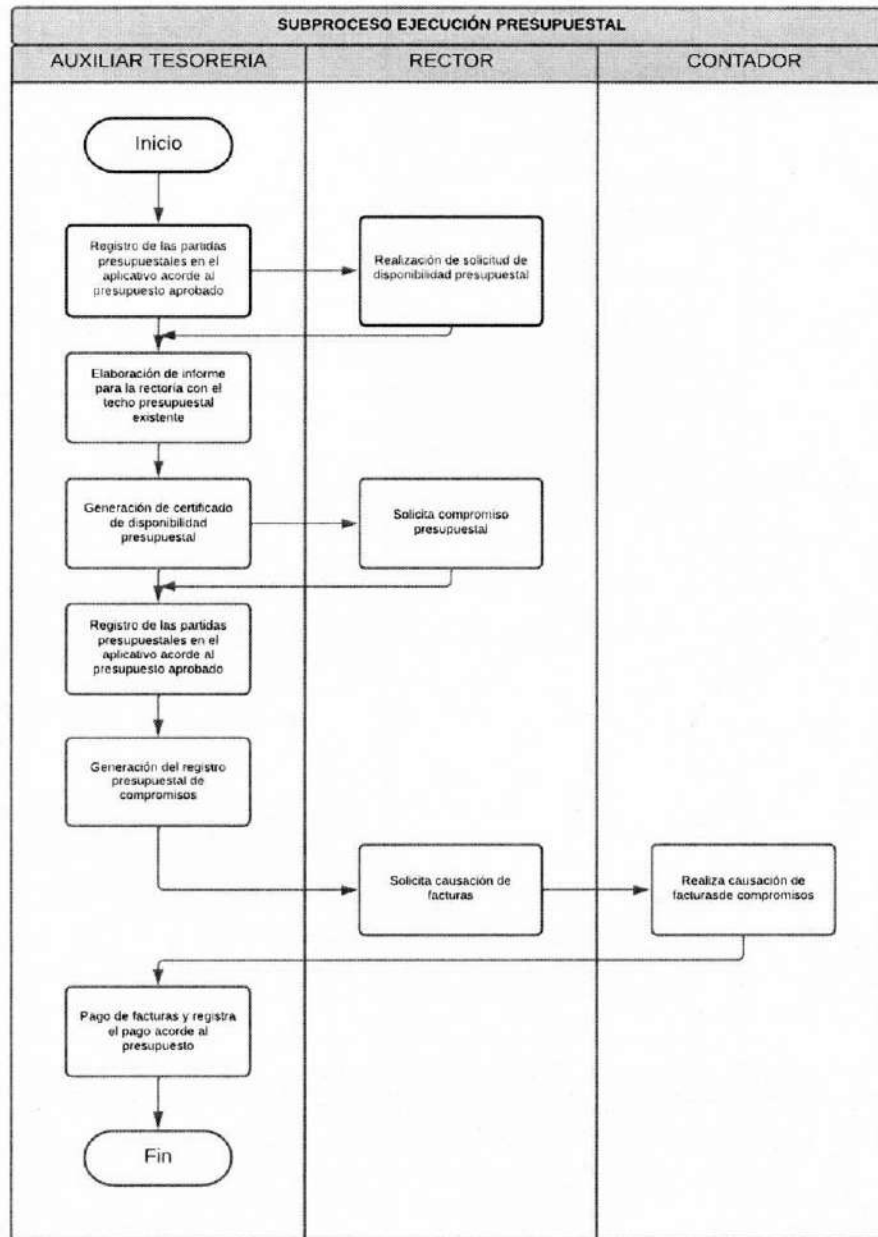 SUBPROCESO EJECUCIÓN PRESUPUESTAL
AUXILIAR TESORERIA
RECTOR
CONTADOR
Inicio
Registro de las partidas
presupuestales en el
aplicativo acorde al
presupuesto aprobado
Realización de solicitud de
disponibilidad presupuestal
Elaboración de informe
para la rectoría con el
techo presupuestal
existente
Generación de certificado
de disponibilidad
presupuestal
Solicita compromiso
presupuestal
Registro de las partidas
presupuestales en el
aplicativo acorde al
presupuesto aprobado
Generación del registro
presupuestal de
compromisos
Solicita causación de
facturas
Realiza causación de
facturasde compromisos
Pago de facturas y registra
el pago acorde al
presupuesto
Fin